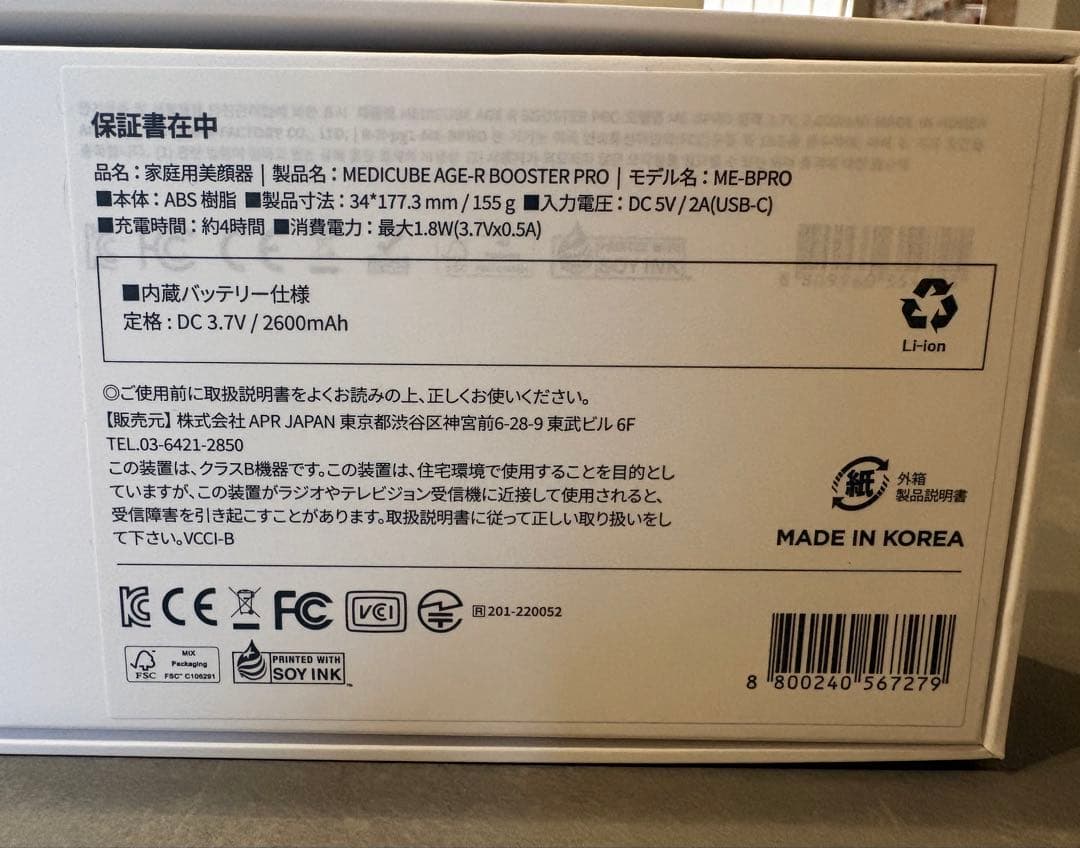 保証書在中
品名：家庭用美顔器 | 製品名：MEDICUBE AGE-R BOOSTER PRO | モデル名：ME-BPRO
■本体：ABS 樹脂 ■製品寸法：34*177.3 mm / 155 g ■入力電圧：DC 5V / 2A(USB-C)
■充電時間：約4時間 ■消費電力：最大1.8W(3.7Vx0.5A)
■内蔵バッテリー仕様
定格：DC 3.7V / 2600mAh
Li-ion
◎ご使用前に取扱説明書をよくお読みの上、正しくお使いください。
【販売元】株式会社 APR JAPAN 東京都渋谷区神宮前6-28-9 東武ビル 6F
TEL.03-6421-2850
この装置は、クラスB機器です。この装置は、住宅環境で使用することを目的とし
ていますが、この装置がラジオやテレビジョン受信機に近接して使用されると、
受信障害を引き起こすことがあります。取扱説明書に従って正しい取り扱いをし
て下さい。VCCI-B
紙 外箱
製品説明書
MADE IN KOREA
KC CE FC VCI R 201-220052
FSC MIX
Packaging
FSC™ C106291
PRINTED WITH
SOY INK™
8 800240 567279